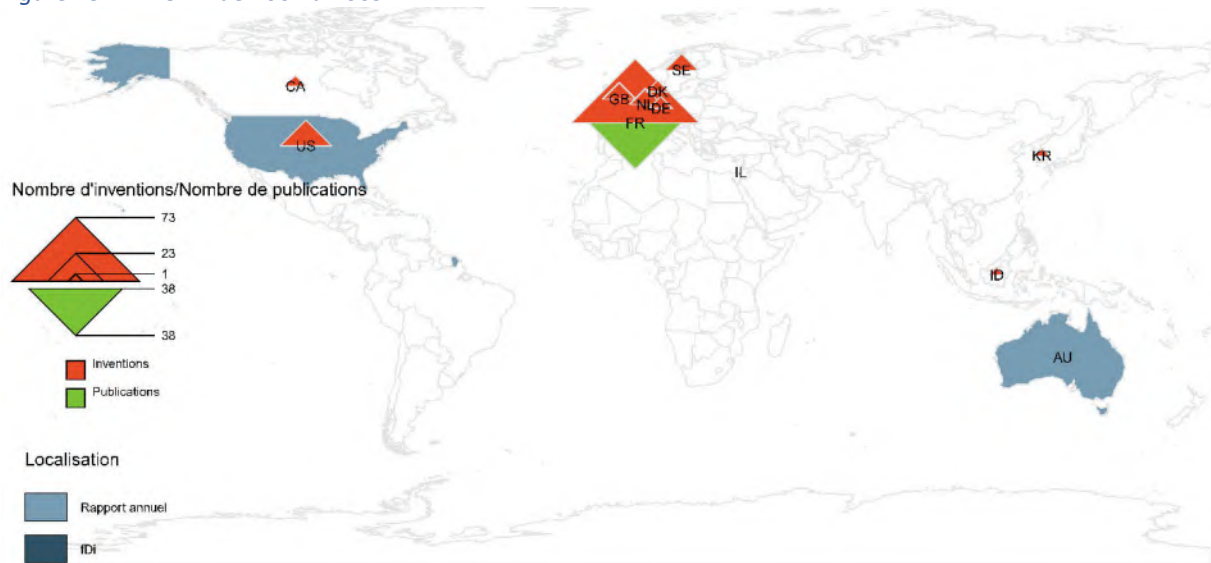 SE
CA
GB
DK
NL
DE
FR
US
KR
IL
Nombre d'inventions/Nombre de publications
73
23
1
38
38
ID
AU
Inventions
Publications
Localisation
Rapport annuel
fDi